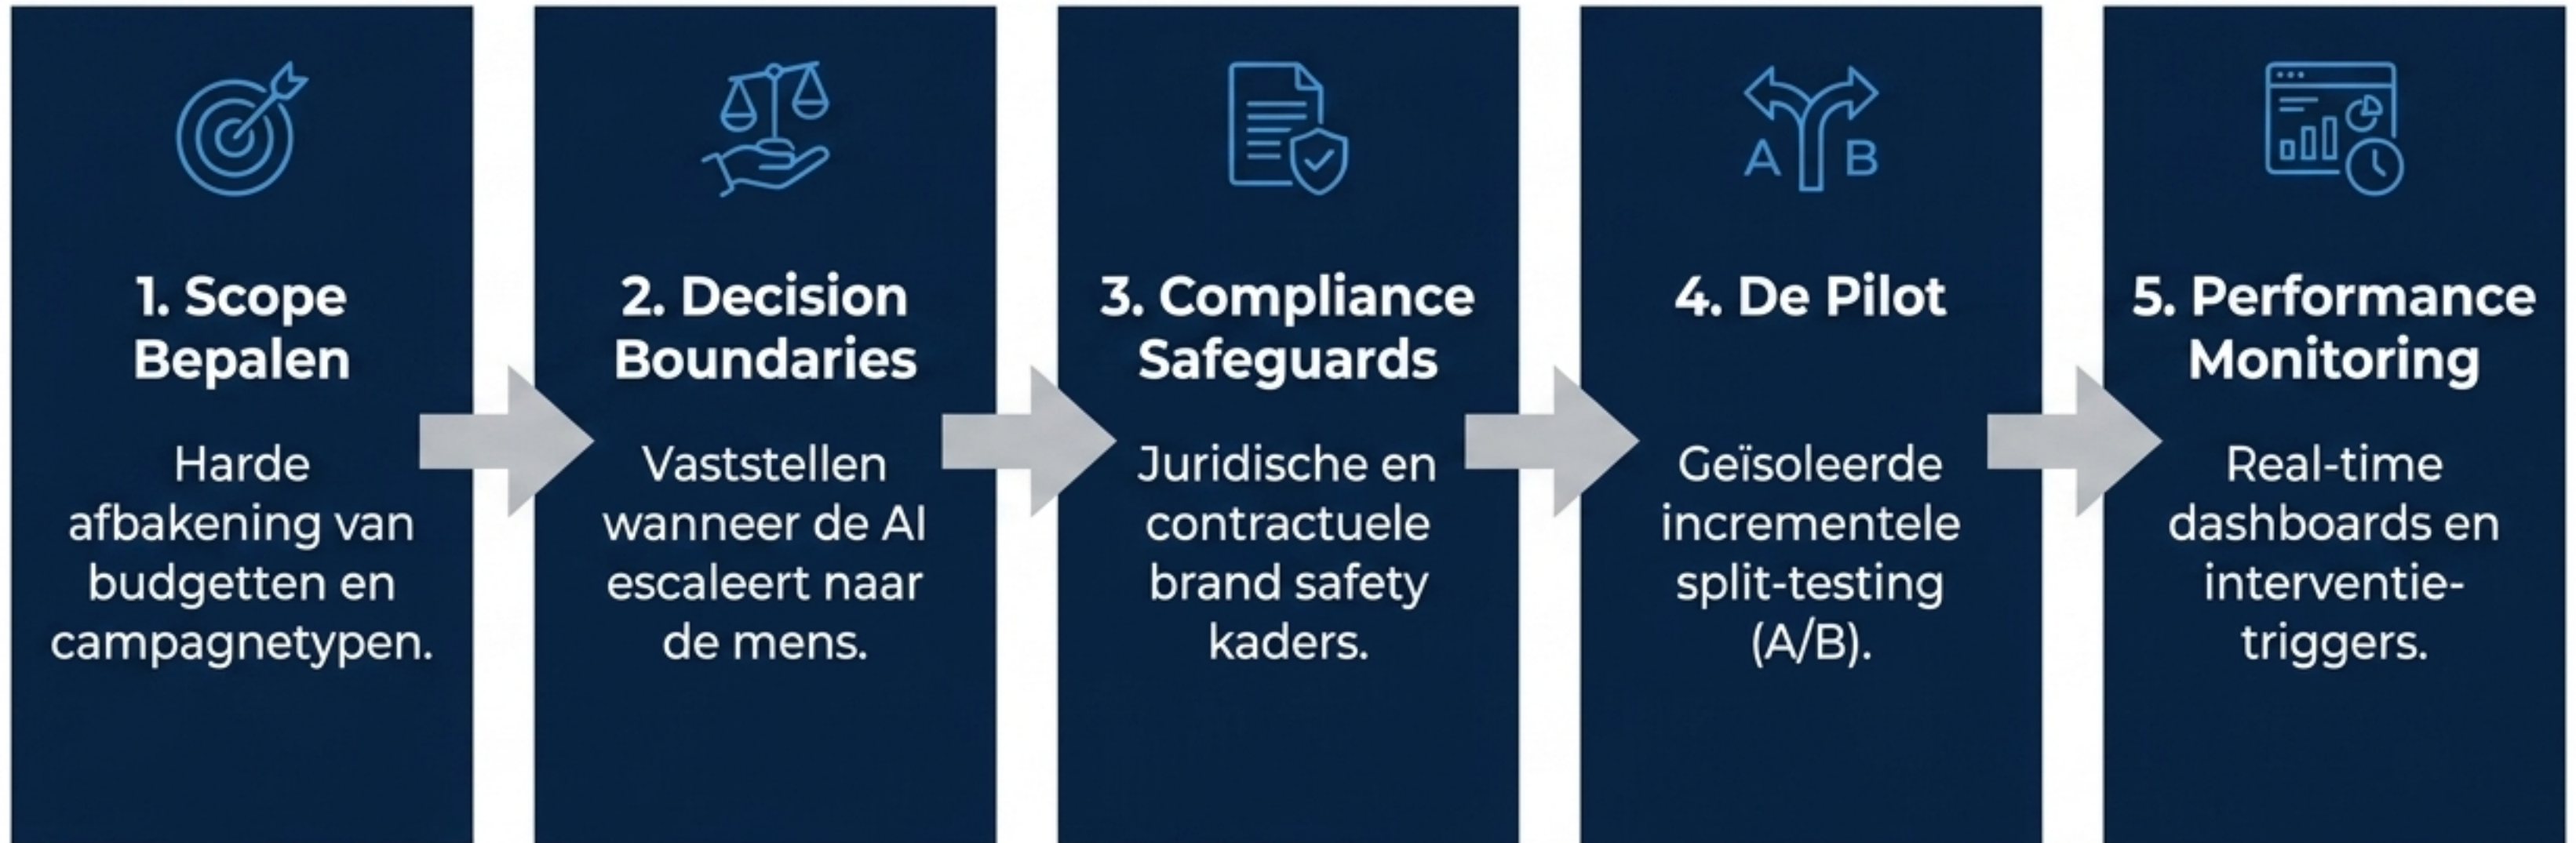 1. Scope
Bepalen
Harde
afbakening van
budgetten en
campagnetypen.
2. Decision
Boundaries
Vaststellen
wanneer de AI
escaleert naar
de mens.
3. Compliance
Safeguards
Juridische en
contractuele
brand safety
kaders.
A B
4. De Pilot
Geïsoleerde
incrementele
split-testing
(A/B).
5. Performance
Monitoring
Real-time
dashboards en
interventie-
triggers.